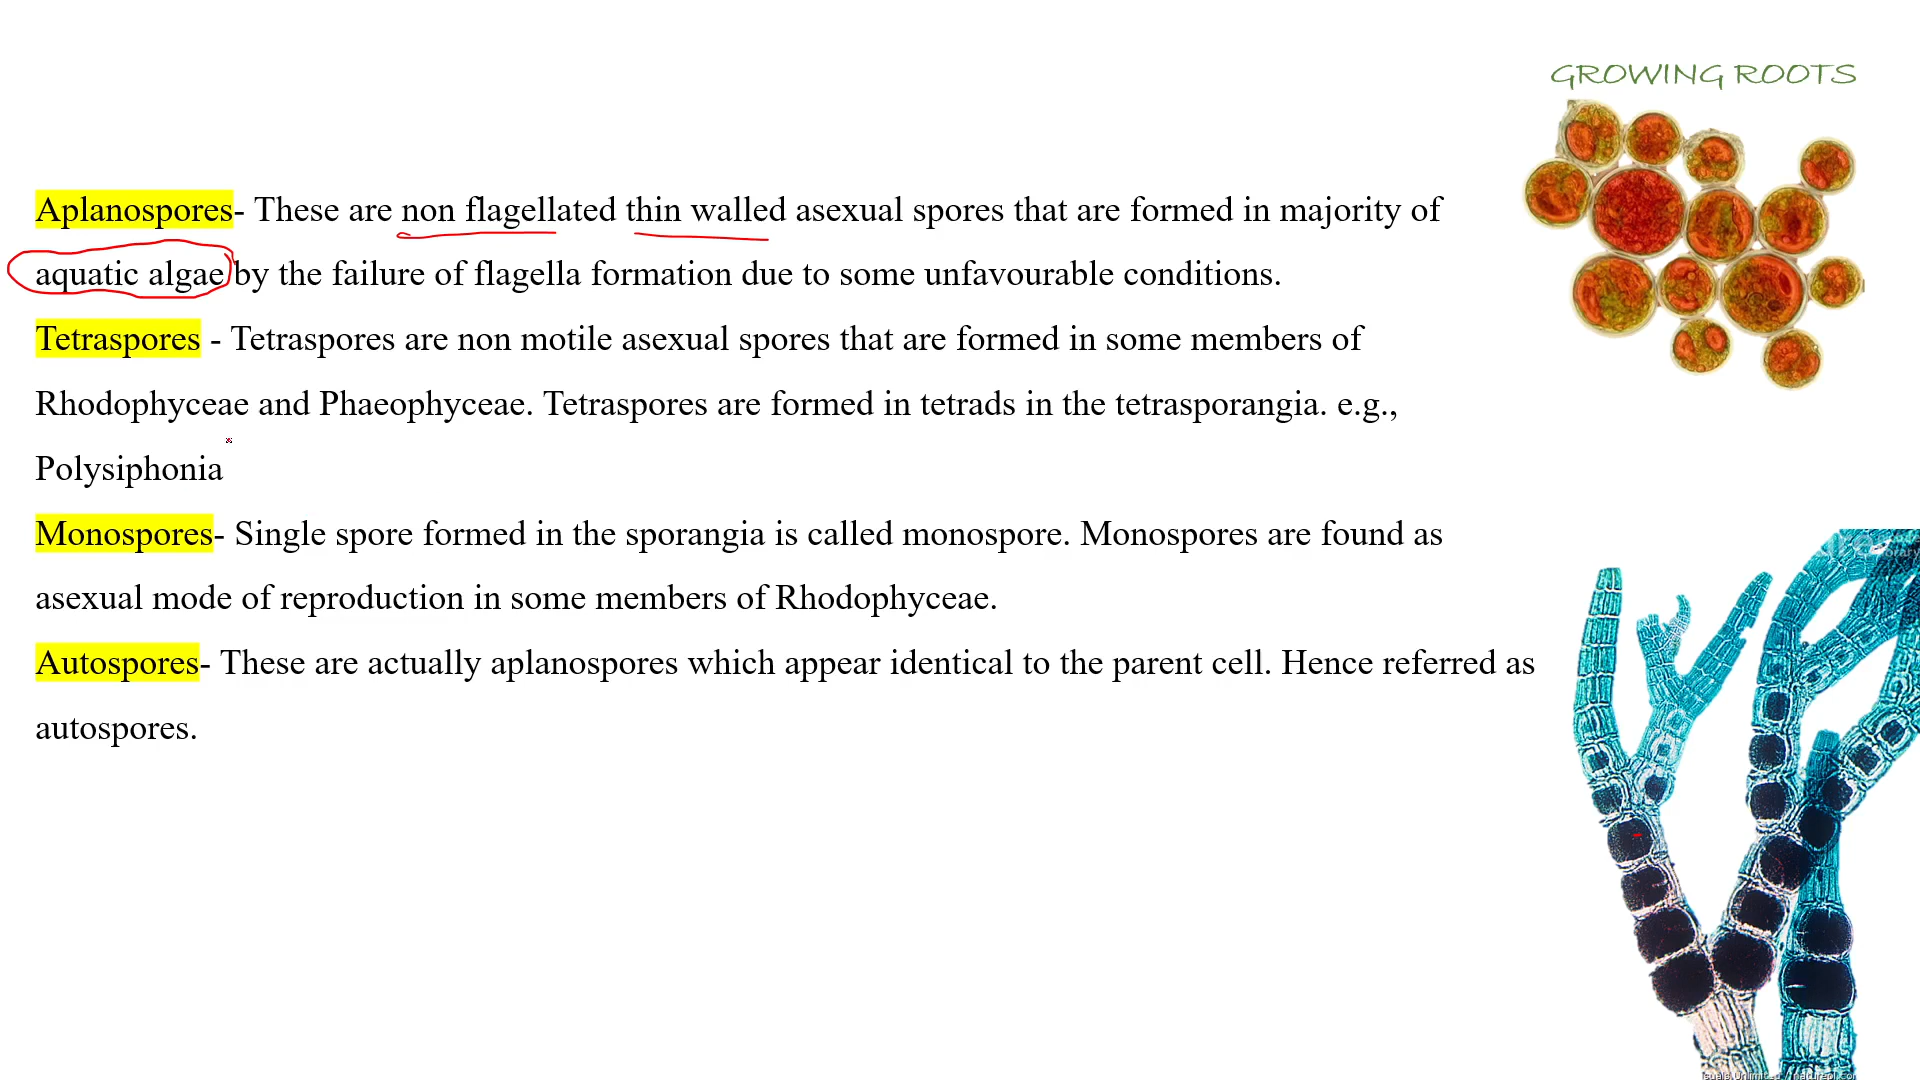 GROWING ROOTS
Aplanospores- These are non flagellated thin walled asexual spores that are formed in majority of
aquatic algae by the failure of flagella formation due to some unfavourable conditions.
Tetraspores - Tetraspores are non motile asexual spores that are formed in some members of
Rhodophyceae and Phaeophyceae. Tetraspores are formed in tetrads in the tetrasporangia. e.g.,
Polysiphonia
Monospores- Single spore formed in the sporangia is called monospore. Monospores are found as
asexual mode of reproduction in some members of Rhodophyceae.
Autospores- These are actually aplanospores which appear identical to the parent cell. Hence referred as
autospores.